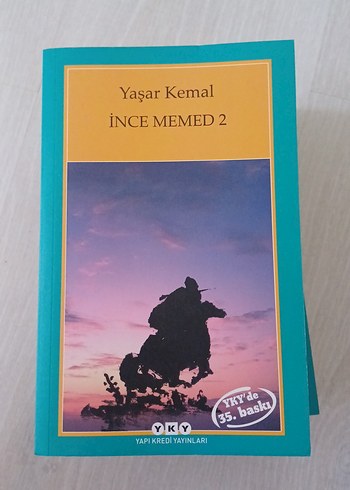 Yaşar Kemal
İNCE MEMED 2
YKY'de
35. baskı
YKY
YAPI KREDİ YAYINLARI